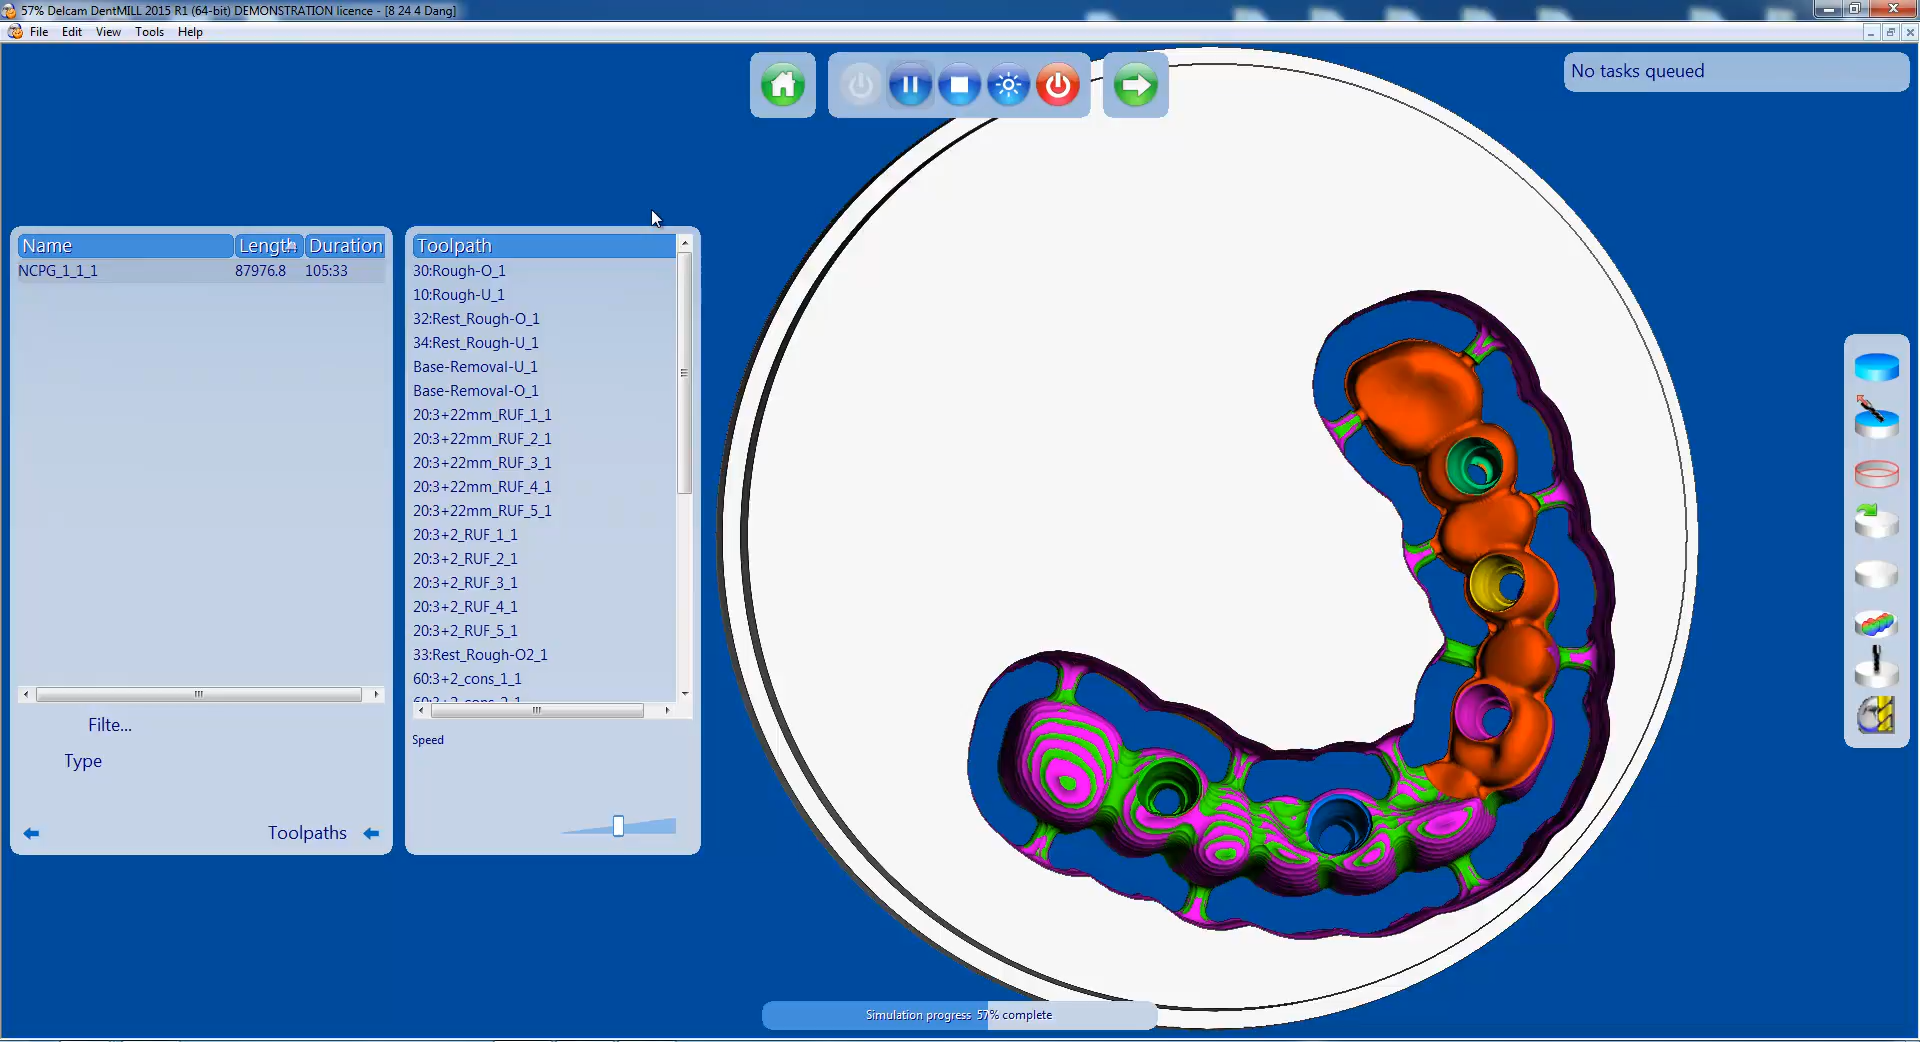 57% Delcam DentMILL 2015 R1 (64-bit) DEMONSTRATION licence - [8 24 4 Dang]
File Edit View Tools Help
No tasks queued
Name Length Duration
NCPG_1_1_1 87976.8 105:33
Filte...
Type
Toolpaths
Toolpath
30:Rough-O_1
10:Rough-U_1
32:Rest_Rough-O_1
34:Rest_Rough-U_1
Base-Removal-U_1
Base-Removal-O_1
20:3+22mm_RUF_1_1
20:3+22mm_RUF_2_1
20:3+22mm_RUF_3_1
20:3+22mm_RUF_4_1
20:3+22mm_RUF_5_1
20:3+2_RUF_1_1
20:3+2_RUF_2_1
20:3+2_RUF_3_1
20:3+2_RUF_4_1
20:3+2_RUF_5_1
33:Rest_Rough-O2_1
60:3+2_cons_1_1
60:3+2_cons_2_1
Speed
Simulation progress 57% complete